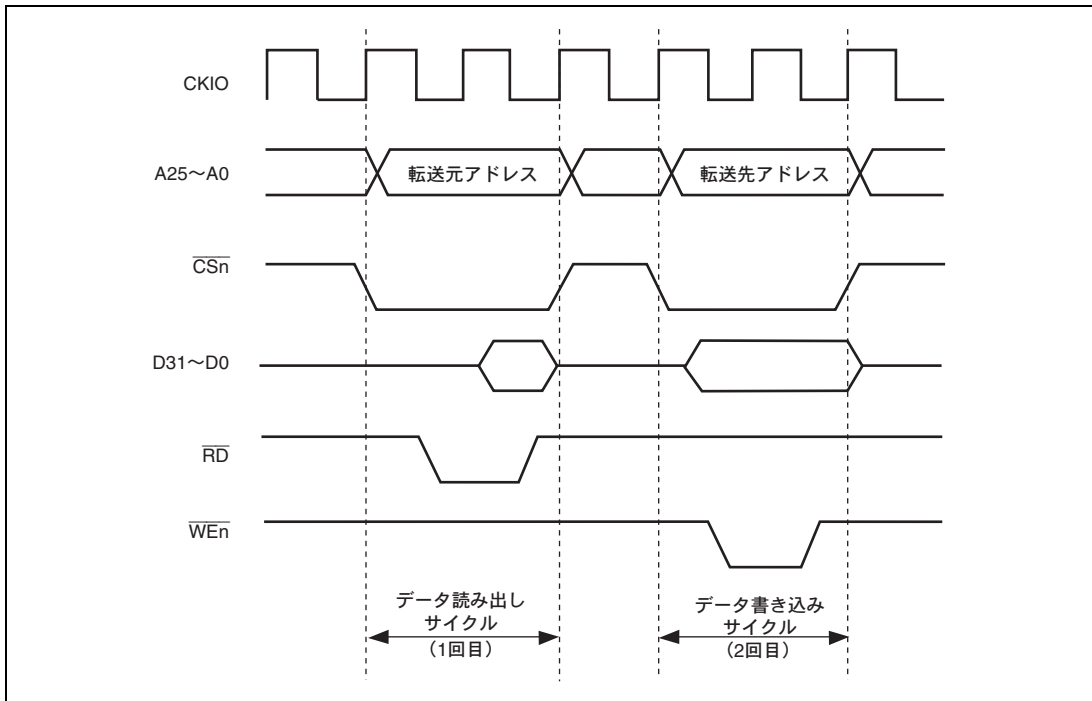 CKIO
A25～A0
転送元アドレス
転送先アドレス
CSn
D31～D0
RD
WEn
データ読み出し
サイクル
（1回目）
データ書き込み
サイクル
（2回目）